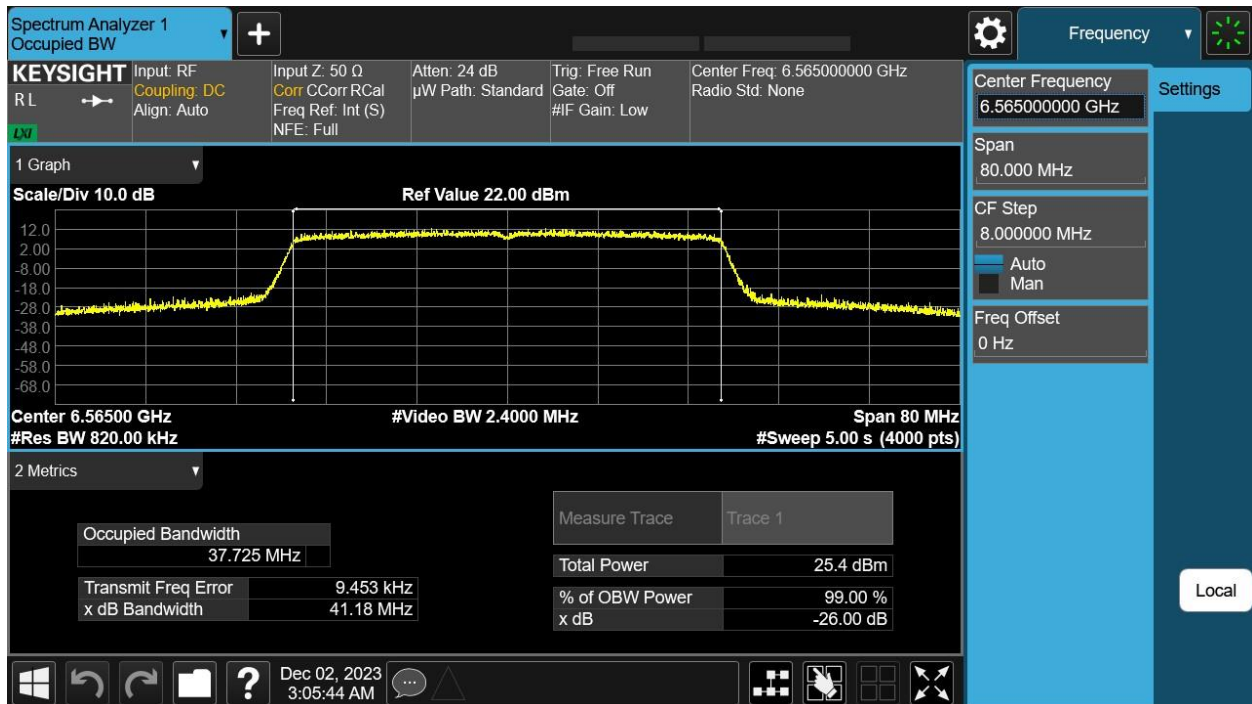 Spectrum Analyzer 1
Occupied BW
Frequency
KEYSIGHT
RL
LXI
Input: RF
Coupling: DC
Align: Auto
Input Z: 50 Ω
Corr CCorr RCal
Freq Ref: Int (S)
NFE: Full
Atten: 24 dB
µW Path: Standard
Trig: Free Run
Gate: Off
#IF Gain: Low
Center Freq: 6.565000000 GHz
Radio Std: None
1 Graph
Scale/Div 10.0 dB
Ref Value 22.00 dBm
12.0
2.00
-8.00
-18.0
-28.0
-38.0
-48.0
-58.0
-68.0
Center 6.56500 GHz
#Video BW 2.4000 MHz
Span 80 MHz
#Res BW 820.00 kHz
#Sweep 5.00 s (4000 pts)
2 Metrics
Occupied Bandwidth
37.725 MHz
Transmit Freq Error 9.453 kHz
x dB Bandwidth 41.18 MHz
Measure Trace Trace 1
Total Power 25.4 dBm
% of OBW Power 99.00 %
x dB -26.00 dB
Dec 02, 2023
3:05:44 AM
Center Frequency
6.565000000 GHz
Span
80.000 MHz
CF Step
8.000000 MHz
Auto
Man
Freq Offset
0 Hz
Settings
Local